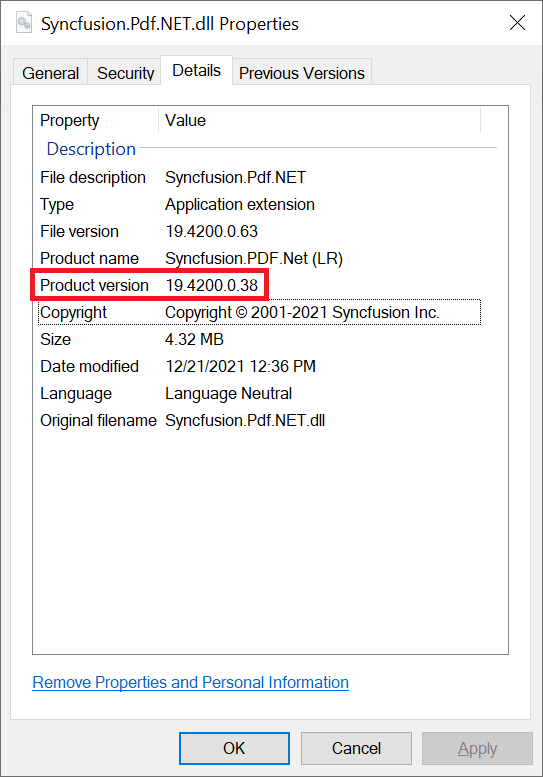 Syncfusion.Pdf.NET.dll Properties
General Security Details Previous Versions
Property Value
Description
File description Syncfusion.Pdf.NET
Type Application extension
File version 19.4200.0.63
Product name Syncfusion.PDF.Net (LR)
Product version 19.4200.0.38
Copyright Copyright © 2001-2021 Syncfusion Inc.
Size 4.32 MB
Date modified 12/21/2021 12:36 PM
Language Language Neutral
Original filename Syncfusion.Pdf.NET.dll
Remove Properties and Personal Information
OK Cancel Apply